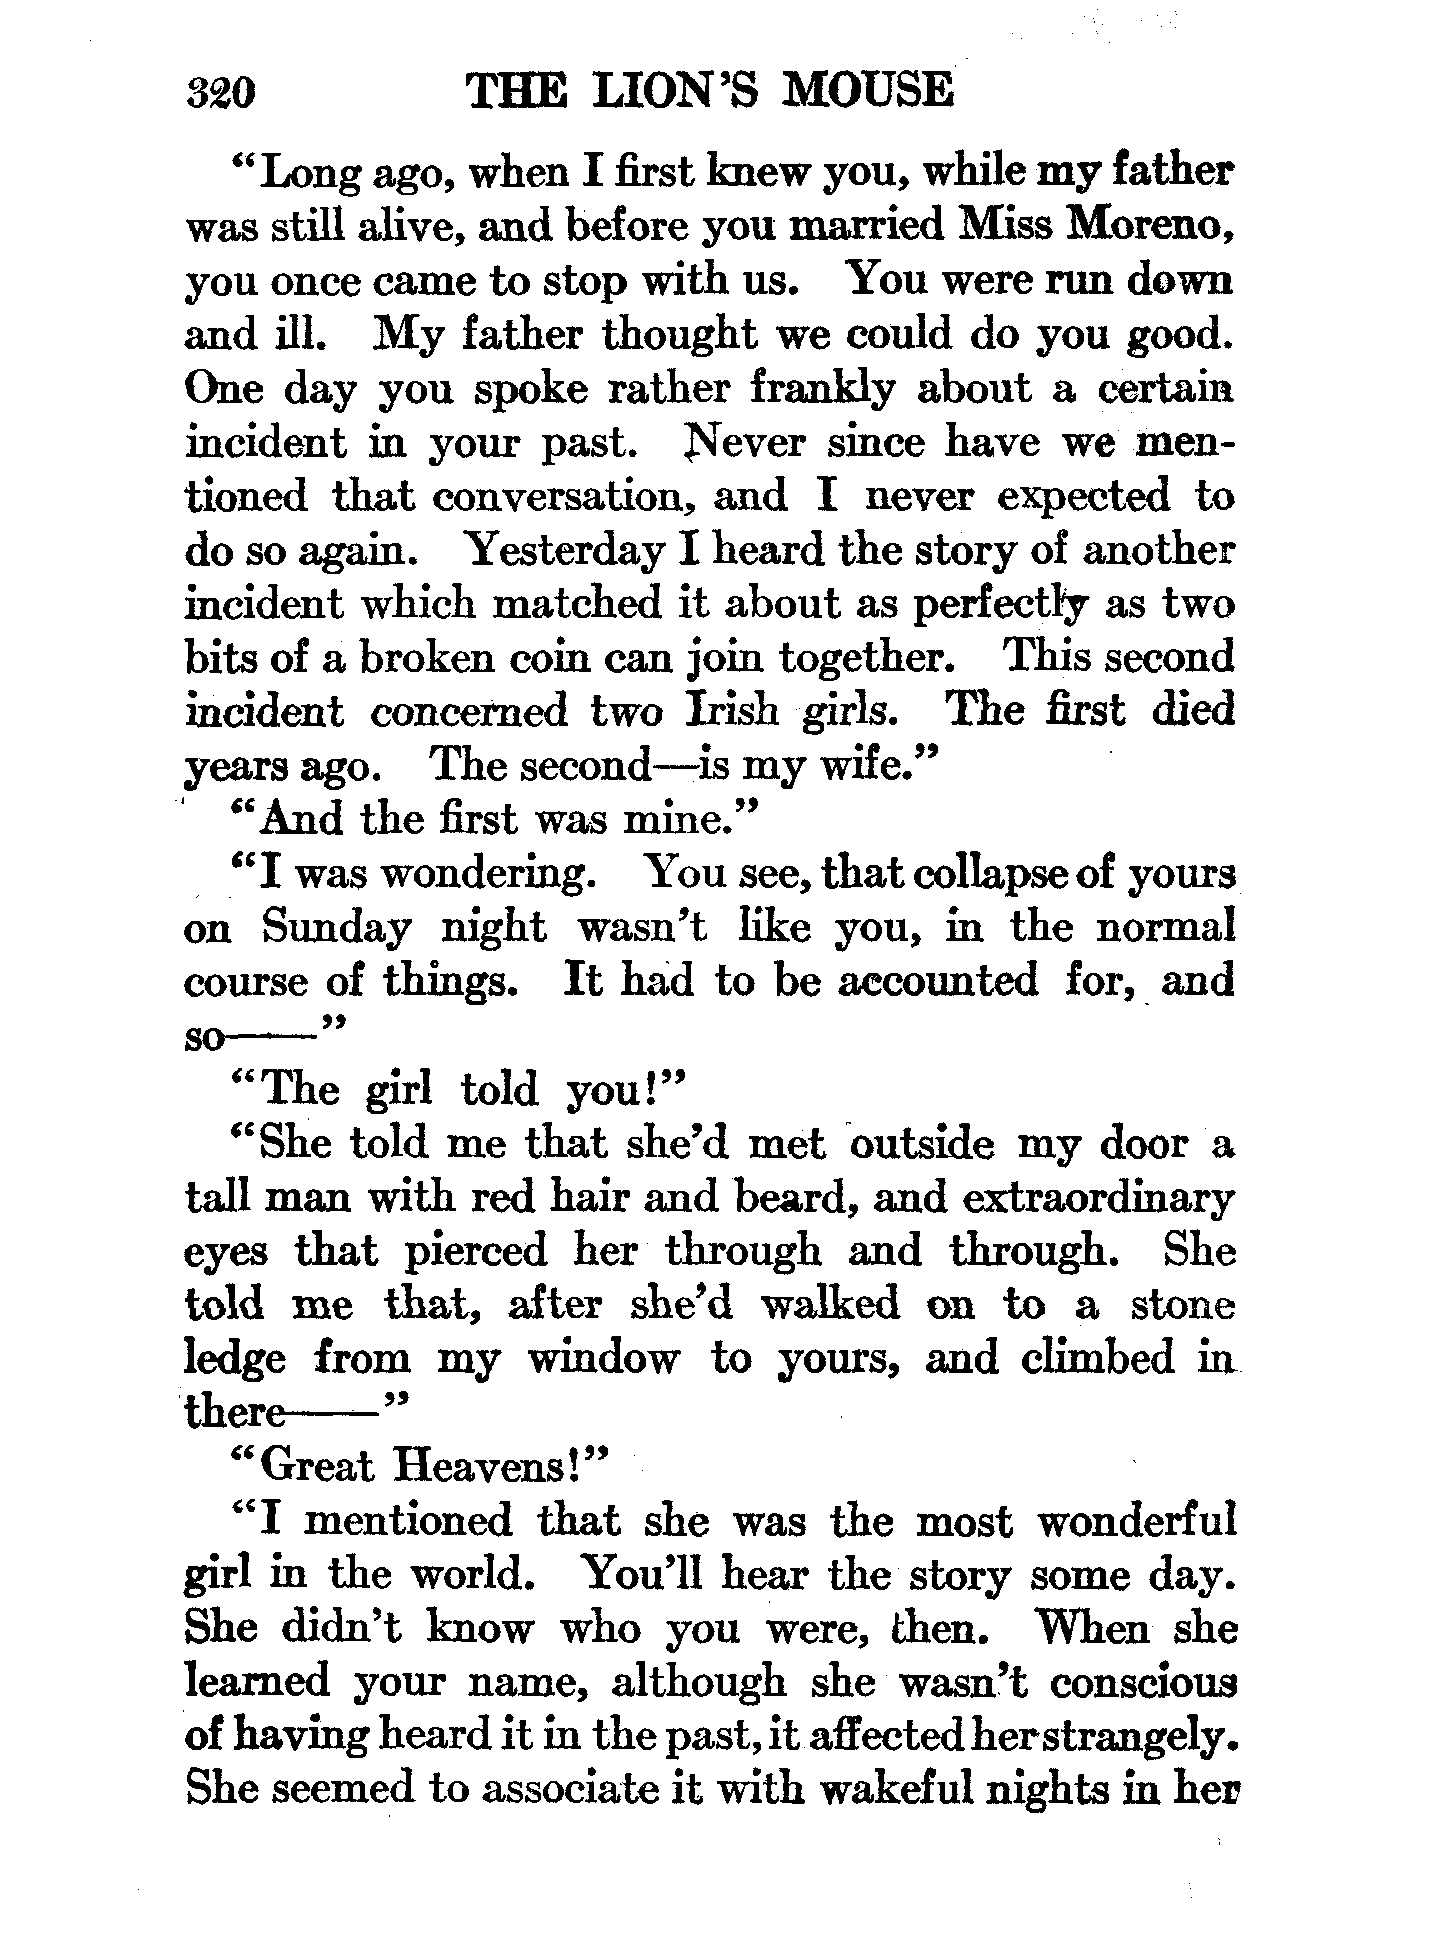 320 THE LION'S MOUSE
"Long ago, when I first knew you, while my father
was still alive, and before you married Miss Moreno,
you once came to stop with us. You were run down
and ill. My father thought we could do you good.
One day you spoke rather frankly about a certain
incident in your past. Never since have we men-
tioned that conversation, and I never expected to
do so again. Yesterday I heard the story of another
incident which matched it about as perfectly as two
bits of a broken coin can join together. This second
incident concerned two Irish girls. The first died
years ago. The second—is my wife."
"And the first was mine."
"I was wondering. You see, that collapse of yours
on Sunday night wasn't like you, in the normal
course of things. It had to be accounted for, and
so——"
"The girl told you!"
"She told me that she'd met outside my door a
tall man with red hair and beard, and extraordinary
eyes that pierced her through and through. She
told me that, after she'd walked on to a stone
ledge from my window to yours, and climbed in
there——"
"Great Heavens!"
"I mentioned that she was the most wonderful
girl in the world. You'll hear the story some day.
She didn't know who you were, then. When she
learned your name, although she wasn't conscious
of having heard it in the past, it affected her strangely.
She seemed to associate it with wakeful nights in her